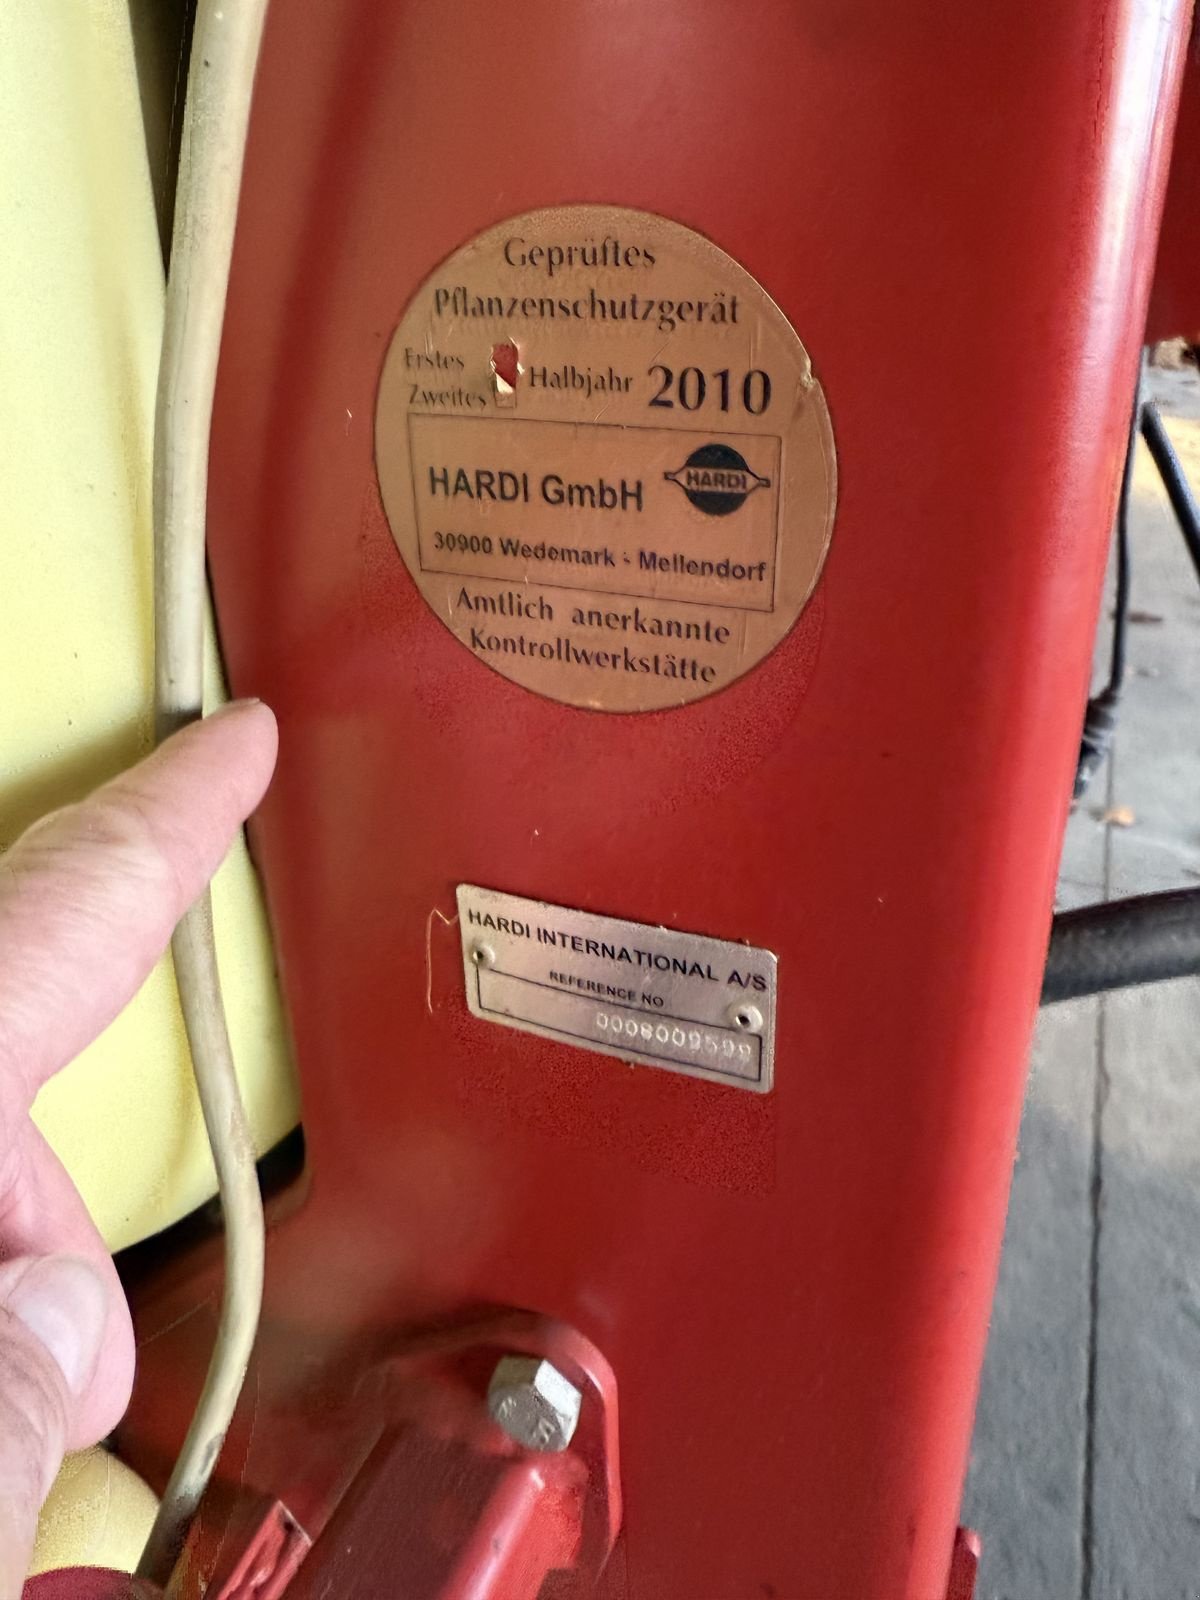 Geprüftes
Pflanzenschutzgerät
Erstes
Zweites
Halbjahr 2010
HARDI GmbH
HARDI
30900 Wedemark - Mellendorf
Amtlich anerkannte
Kontrollwerkstätte
HARDI INTERNATIONAL A/S
REFERENCE NO
0008009599